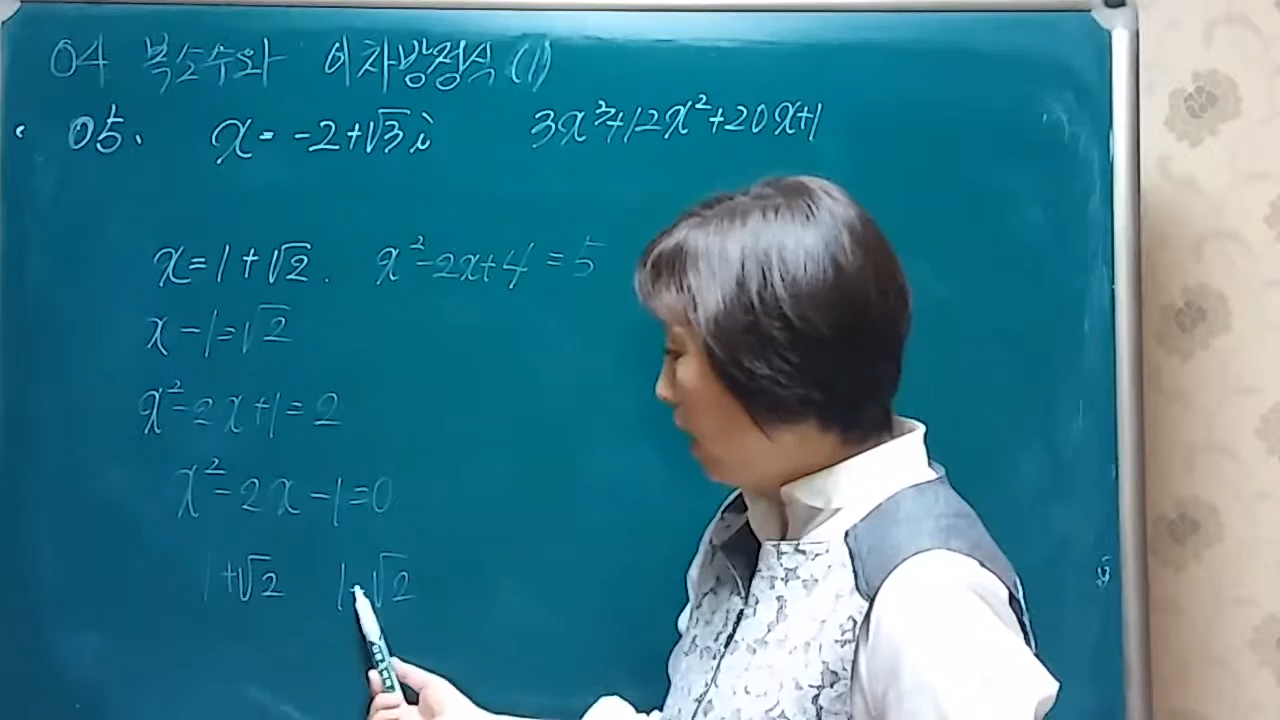 04 복소수와 이차방정식 (1)
05. x = -2+√3i 3x³+12x²+20x+1
x=1+√2. x²-2x+4=5
x-1=√2
x²-2x+1=2
x²-2x-1=0
1+√2 1-√2